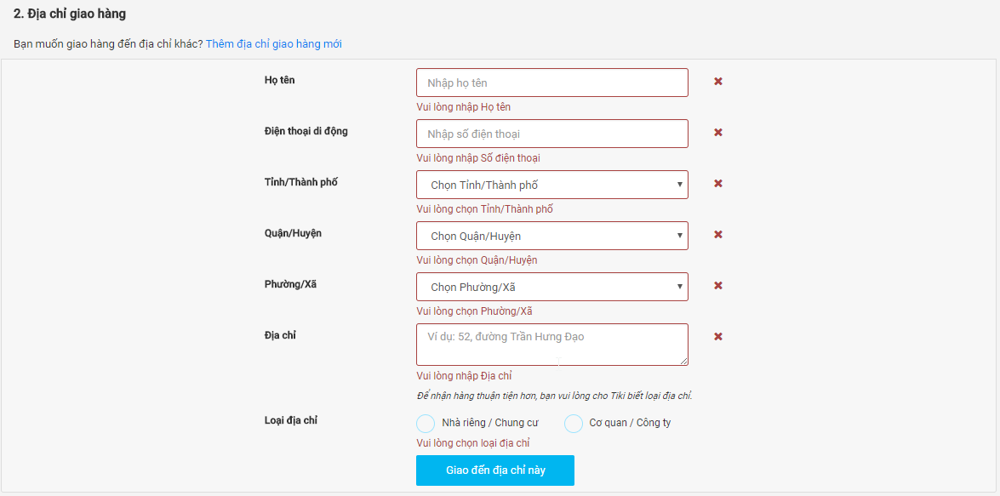 2. Địa chỉ giao hàng
Bạn muốn giao hàng đến địa chỉ khác? Thêm địa chỉ giao hàng mới
Họ tên
Nhập họ tên
Vui lòng nhập Họ tên
Điện thoại di động
Nhập số điện thoại
Vui lòng nhập Số điện thoại
Tỉnh/Thành phố
Chọn Tỉnh/Thành phố
Vui lòng chọn Tỉnh/Thành phố
Quận/Huyện
Chọn Quận/Huyện
Vui lòng chọn Quận/Huyện
Phường/Xã
Chọn Phường/Xã
Vui lòng chọn Phường/Xã
Địa chỉ
Ví dụ: 52, đường Trần Hưng Đạo
Vui lòng nhập Địa chỉ
Để nhận hàng thuận tiện hơn, bạn vui lòng cho Tiki biết loại địa chỉ.
Loại địa chỉ
Nhà riêng / Chung cư
Cơ quan / Công ty
Vui lòng chọn loại địa chỉ
Giao đến địa chỉ này